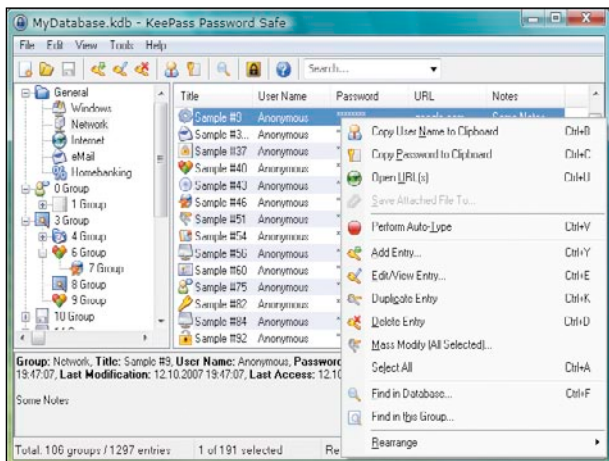 MyDatabase.kdb - KeePass Password Safe
File Edit View Tools Help
Search...
General
Windows
Network
Internet
eMail
Homebanking
0 Group
1 Group
3 Group
4 Group
6 Group
7 Group
8 Group
9 Group
10 Group
Title User Name Password URL Notes
Sample #9 Anonymous ******** google.com Some Notes
Sample #3... Anonymous
Sample #37 Anonymous
Sample #40 Anonymous
Sample #43 Anonymous
Sample #46 Anonymous
Sample #51 Anonymous
Sample #54 Anonymous
Sample #56 Anonymous
Sample #60 Anonymous
Sample #75 Anonymous
Sample #82 Anonymous
Sample #84 Anonymous
Sample #92 Anonymous
Copy User Name to Clipboard Ctrl+B
Copy Password to Clipboard Ctrl+C
Open URL(s) Ctrl+U
Save Attached File To...
Perform Auto-Type Ctrl+V
Add Entry... Ctrl+Y
Edit/View Entry... Ctrl+E
Duplicate Entry Ctrl+K
Delete Entry Ctrl+D
Mass Modify (All Selected)...
Select All Ctrl+A
Find in Database... Ctrl+F
Find in this Group...
Rearrange
Group: Network, Title: Sample #9, User Name: Anonymous, Password
19:47:07, Last Modification: 12.10.2007 19:47:07, Last Access: 12.10
Some Notes
Total: 106 groups / 1297 entries 1 of 191 selected Re